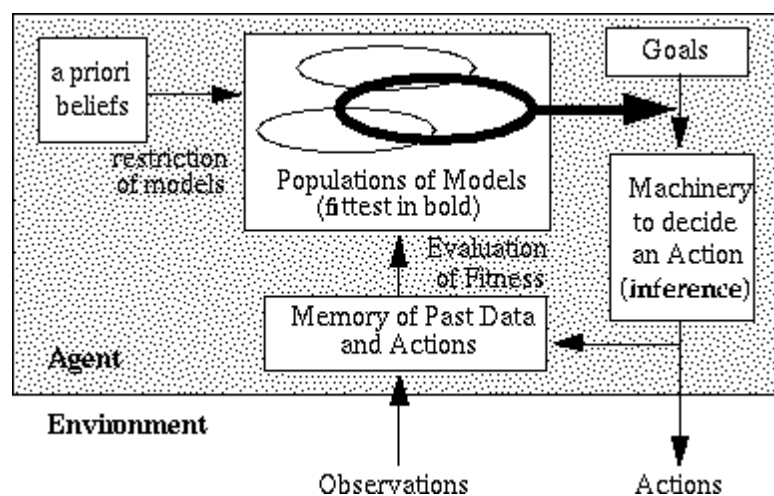 a priori
beliefs
restriction
of models
Populations of Models
(fittest in bold)
Goals
Machinery
to decide
an Action
(inference)
Evaluation
of Fitness
Memory of Past Data
and Actions
Agent
Environment
Observations
Actions